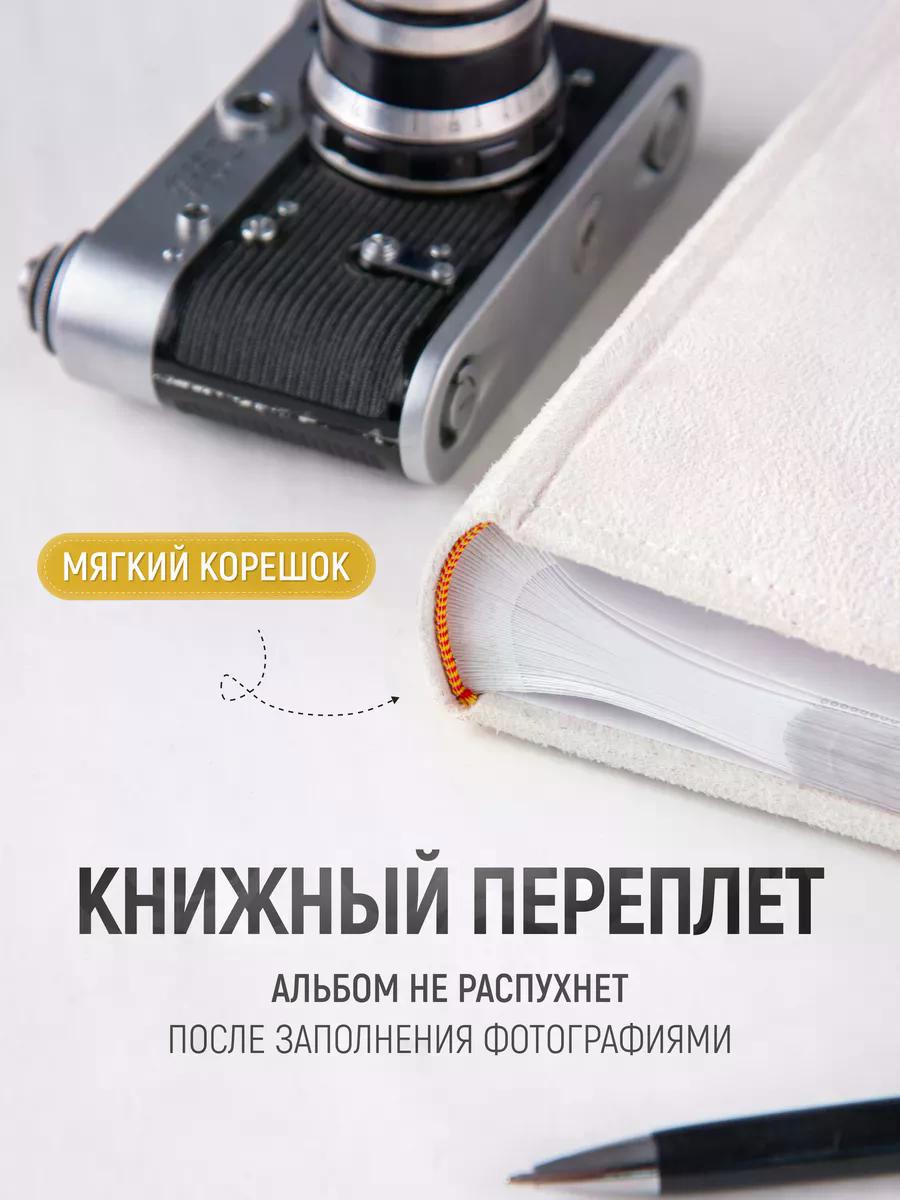 МЯГКИЙ КОРЕШОК
КНИЖНЫЙ ПЕРЕПЛЕТ
АЛЬБОМ НЕ РАСПУХНЕТ
ПОСЛЕ ЗАПОЛНЕНИЯ ФОТОГРАФИЯМИ